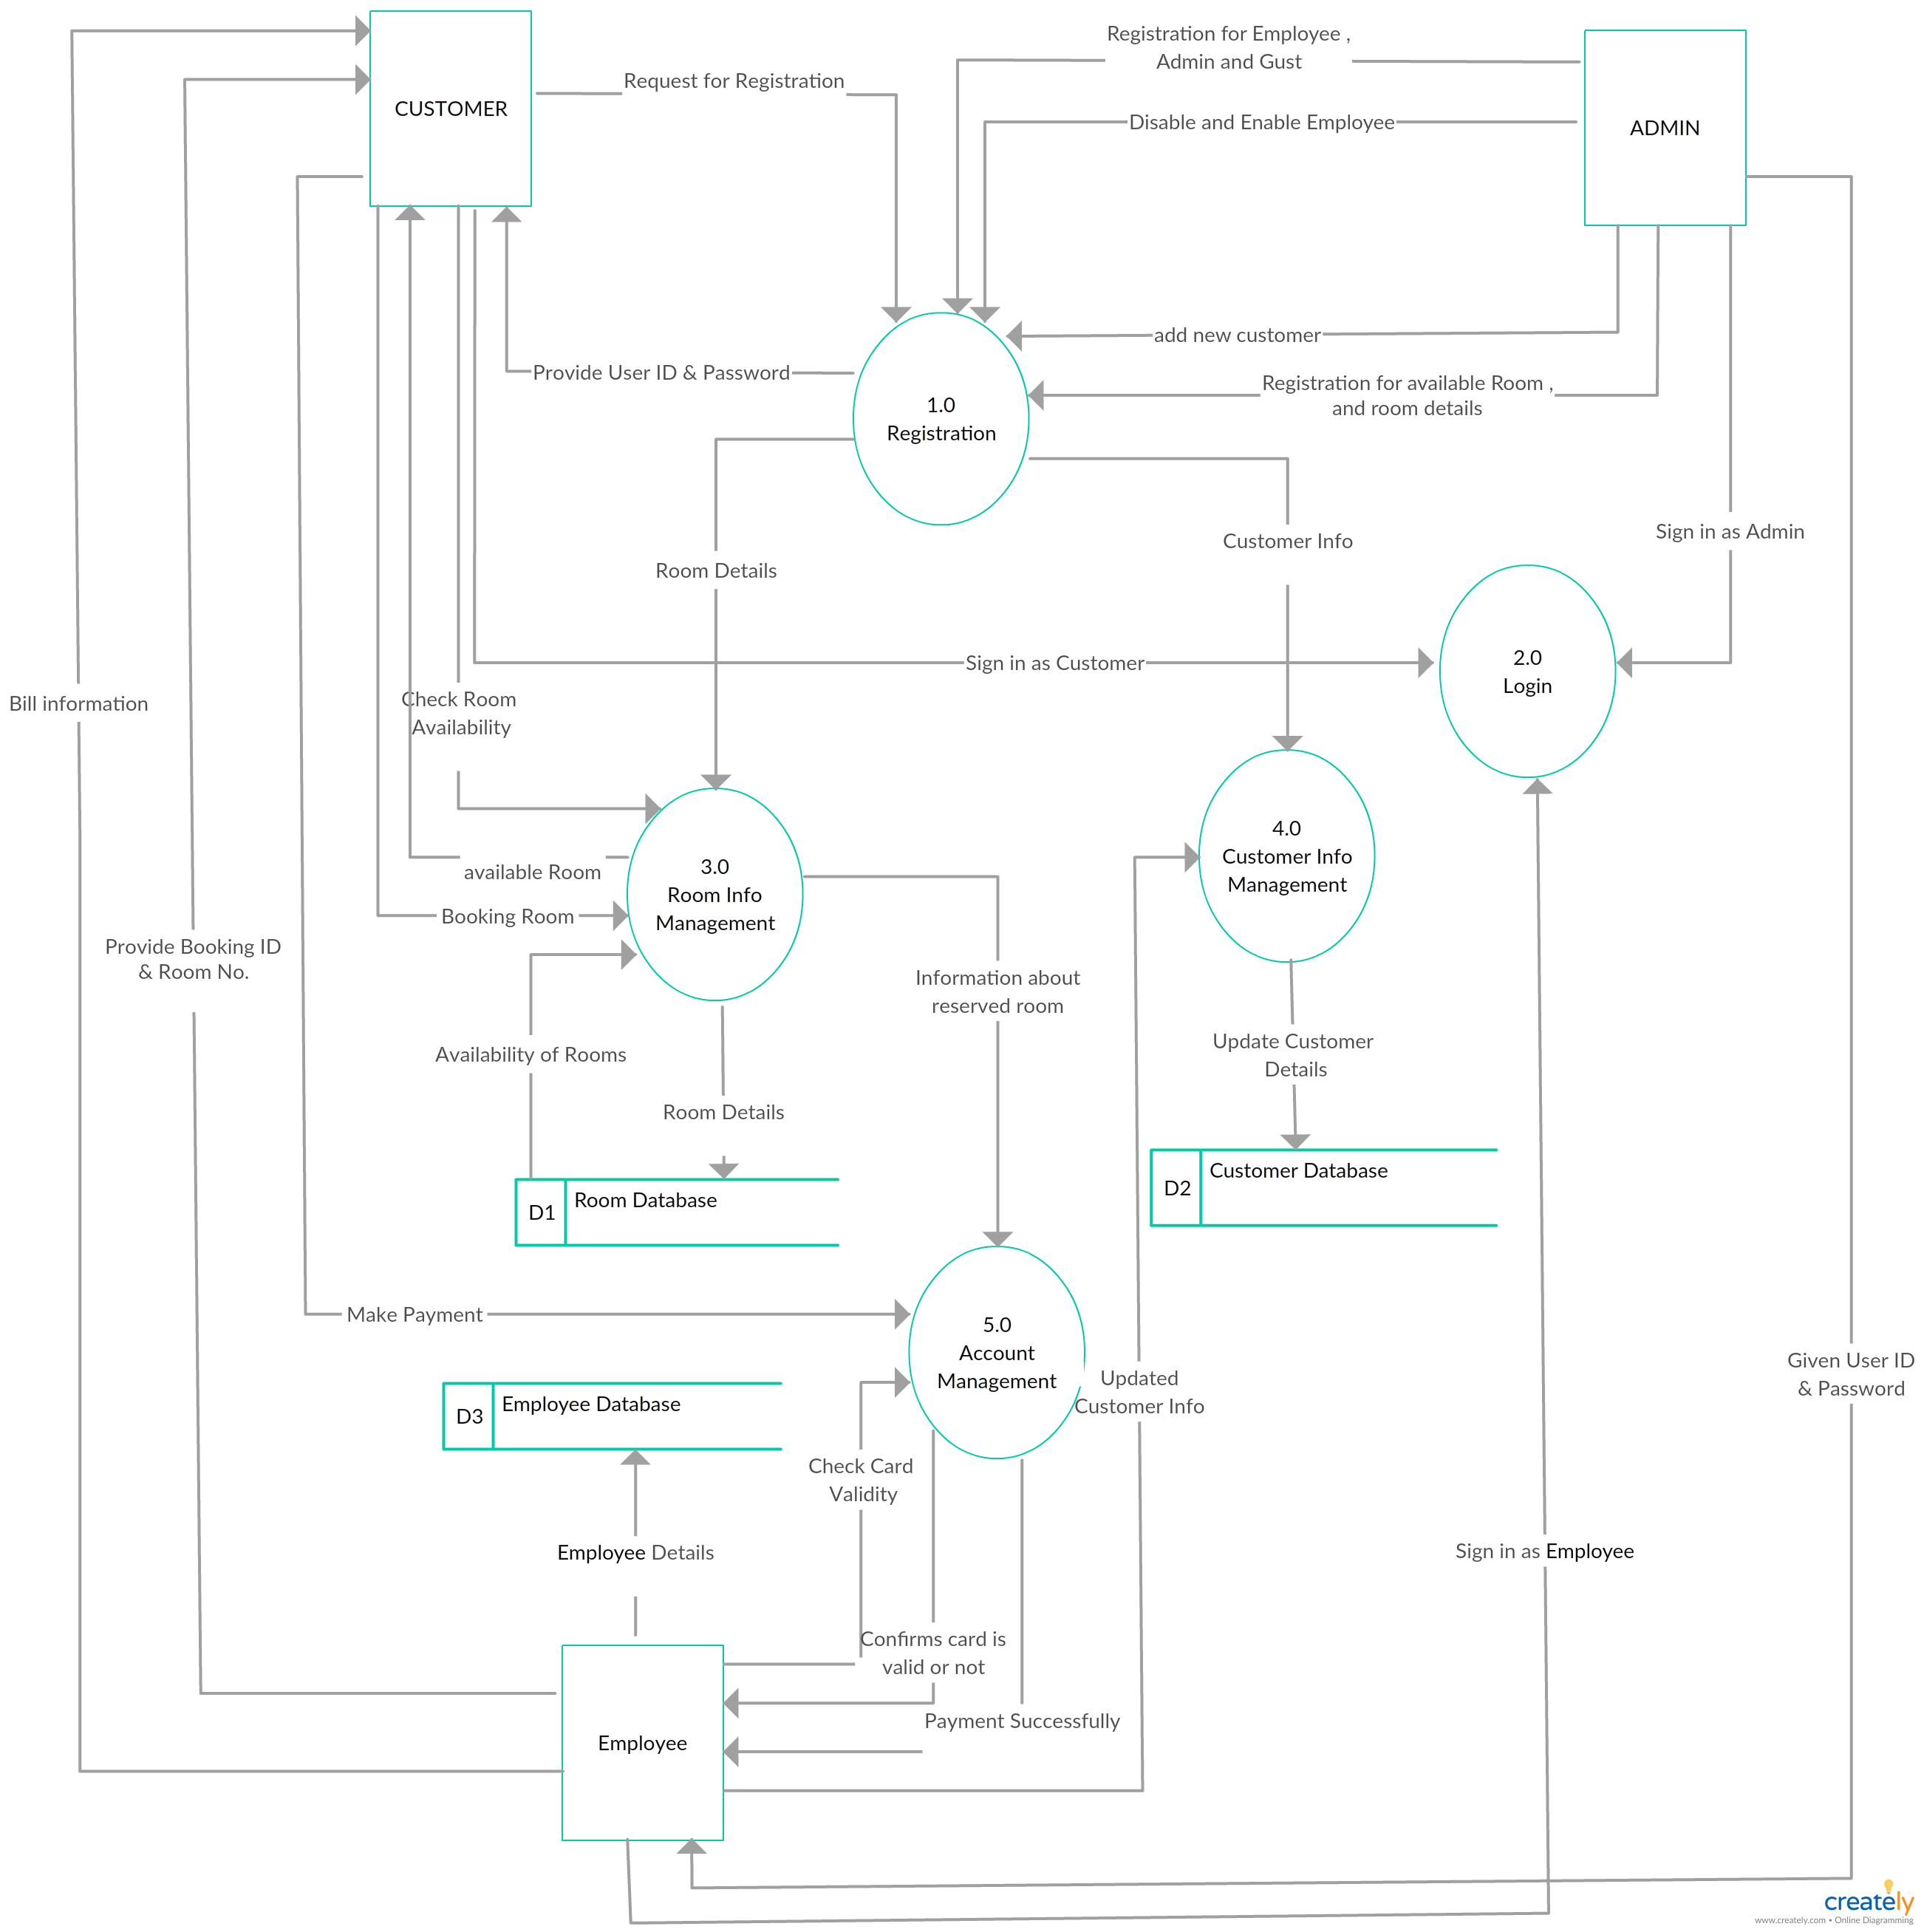 Registration for Employee ,
Admin and Gust
Request for Registration
CUSTOMER
Disable and Enable Employee
ADMIN
add new customer
Provide User ID & Password
Registration for available Room ,
and room details
1.0
Registration
Sign in as Admin
Customer Info
Room Details
2.0
Login
Sign in as Customer
Bill information
Check Room
Availability
4.0
Customer Info
Management
3.0
Room Info
Management
available Room
Booking Room
Provide Booking ID
& Room No.
Information about
reserved room
Availability of Rooms
Update Customer
Details
Room Details
D2
Customer Database
D1
Room Database
Make Payment
5.0
Account
Management
Given User ID
& Password
Updated
Customer Info
D3
Employee Database
Check Card
Validity
Employee Details
Sign in as Employee
Confirms card is
valid or not
Payment Successfully
Employee
creately
www.creately.com • Online Diagramming